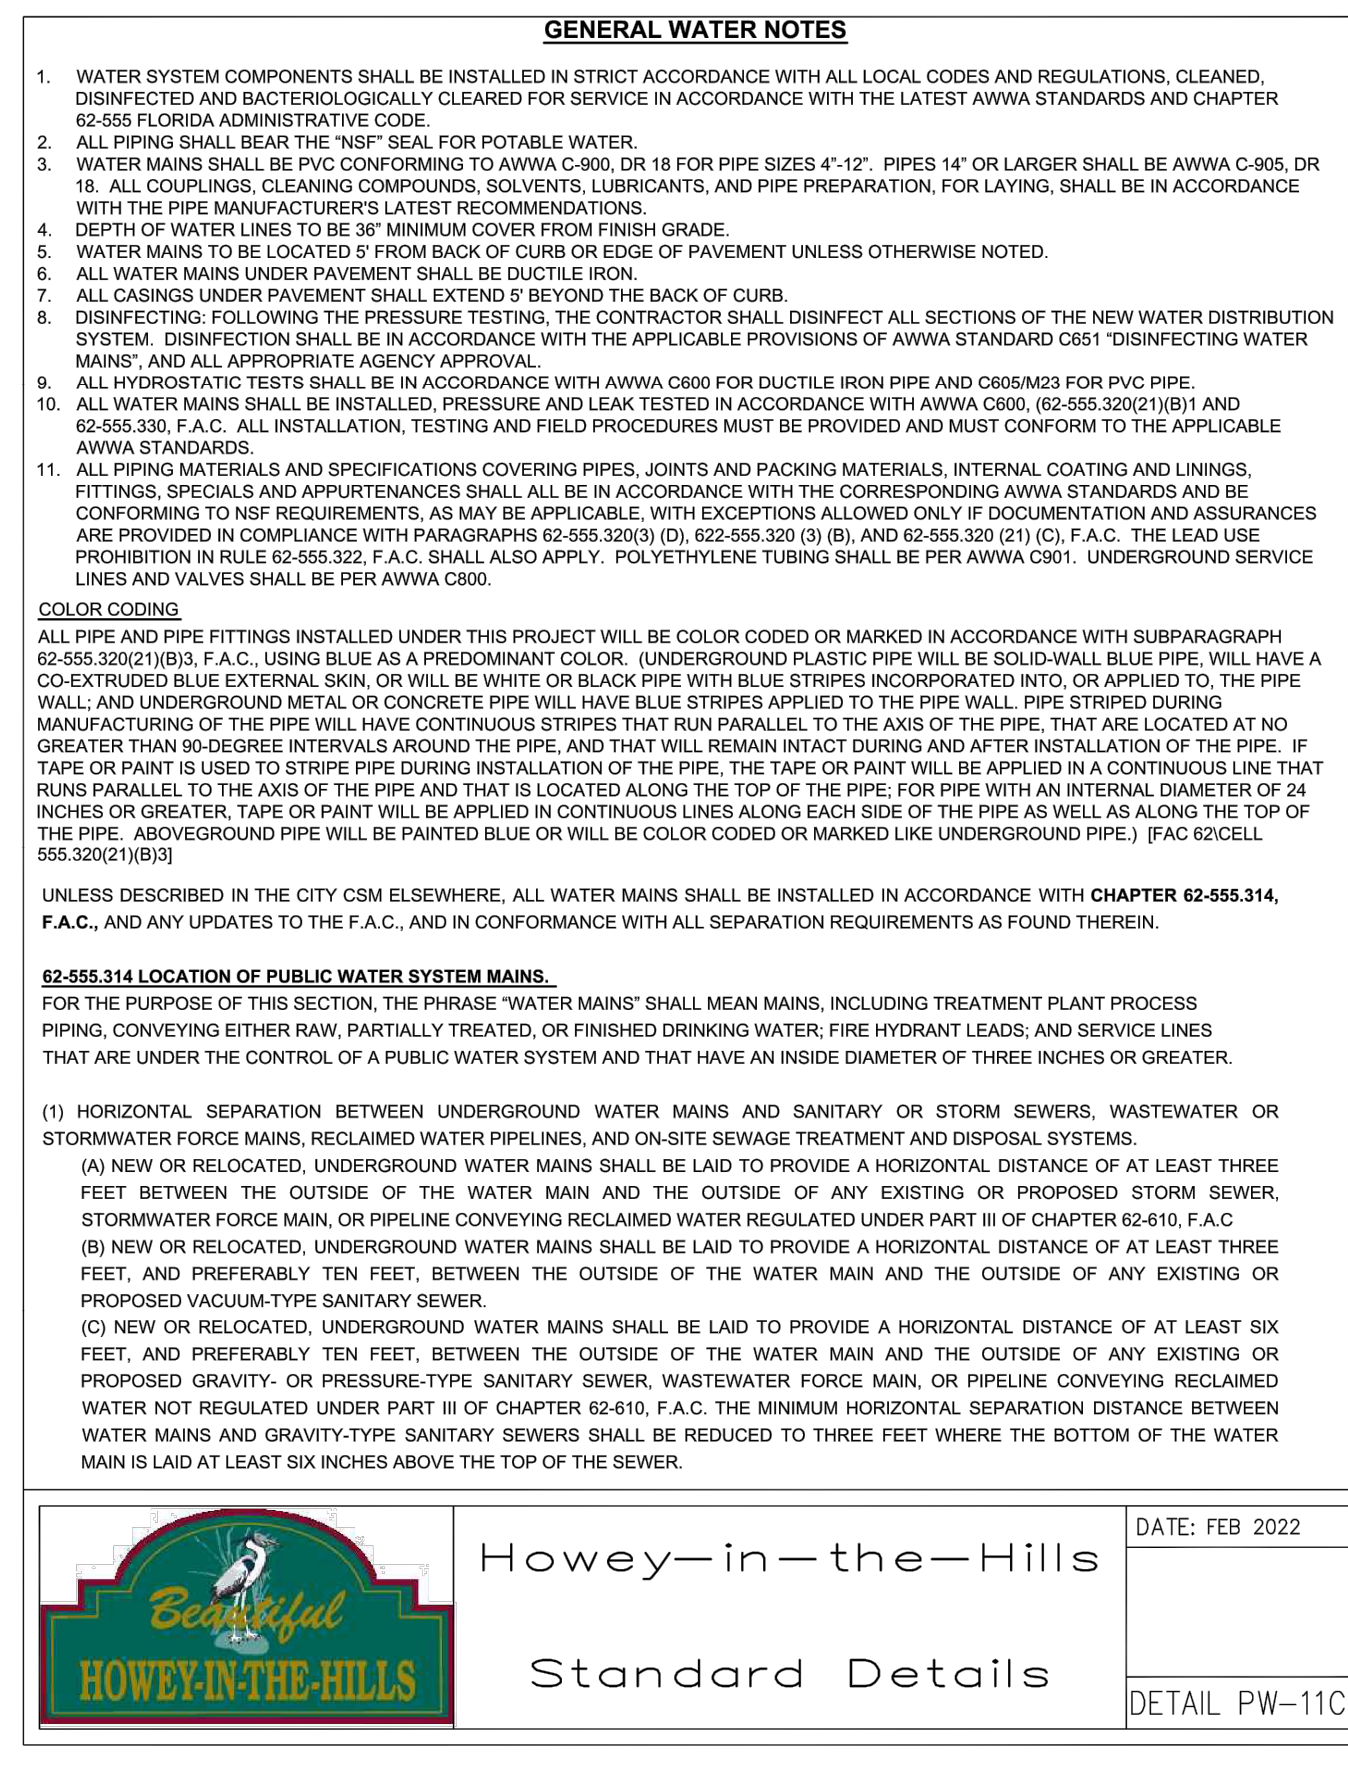 GENERAL WATER NOTES
1. WATER SYSTEM COMPONENTS SHALL BE INSTALLED IN STRICT ACCORDANCE WITH ALL LOCAL CODES AND REGULATIONS, CLEANED,
DISINFECTED AND BACTERIOLOGICALLY CLEARED FOR SERVICE IN ACCORDANCE WITH THE LATEST AWWA STANDARDS AND CHAPTER
62-555 FLORIDA ADMINISTRATIVE CODE.
2. ALL PIPING SHALL BEAR THE “NSF” SEAL FOR POTABLE WATER.
3. WATER MAINS SHALL BE PVC CONFORMING TO AWWA C-900, DR 18 FOR PIPE SIZES 4”-12”. PIPES 14” OR LARGER SHALL BE AWWA C-905, DR
18. ALL COUPLINGS, CLEANING COMPOUNDS, SOLVENTS, LUBRICANTS, AND PIPE PREPARATION, FOR LAYING, SHALL BE IN ACCORDANCE
WITH THE PIPE MANUFACTURER'S LATEST RECOMMENDATIONS.
4. DEPTH OF WATER LINES TO BE 36” MINIMUM COVER FROM FINISH GRADE.
5. WATER MAINS TO BE LOCATED 5' FROM BACK OF CURB OR EDGE OF PAVEMENT UNLESS OTHERWISE NOTED.
6. ALL WATER MAINS UNDER PAVEMENT SHALL BE DUCTILE IRON.
7. ALL CASINGS UNDER PAVEMENT SHALL EXTEND 5' BEYOND THE BACK OF CURB.
8. DISINFECTING: FOLLOWING THE PRESSURE TESTING, THE CONTRACTOR SHALL DISINFECT ALL SECTIONS OF THE NEW WATER DISTRIBUTION
SYSTEM. DISINFECTION SHALL BE IN ACCORDANCE WITH THE APPLICABLE PROVISIONS OF AWWA STANDARD C651 “DISINFECTING WATER
MAINS”, AND ALL APPROPRIATE AGENCY APPROVAL.
9. ALL HYDROSTATIC TESTS SHALL BE IN ACCORDANCE WITH AWWA C600 FOR DUCTILE IRON PIPE AND C605/M23 FOR PVC PIPE.
10. ALL WATER MAINS SHALL BE INSTALLED, PRESSURE AND LEAK TESTED IN ACCORDANCE WITH AWWA C600, (62-555.320(21)(B)1 AND
62-555.330, F.A.C. ALL INSTALLATION, TESTING AND FIELD PROCEDURES MUST BE PROVIDED AND MUST CONFORM TO THE APPLICABLE
AWWA STANDARDS.
11. ALL PIPING MATERIALS AND SPECIFICATIONS COVERING PIPES, JOINTS AND PACKING MATERIALS, INTERNAL COATING AND LININGS,
FITTINGS, SPECIALS AND APPURTENANCES SHALL ALL BE IN ACCORDANCE WITH THE CORRESPONDING AWWA STANDARDS AND BE
CONFORMING TO NSF REQUIREMENTS, AS MAY BE APPLICABLE, WITH EXCEPTIONS ALLOWED ONLY IF DOCUMENTATION AND ASSURANCES
ARE PROVIDED IN COMPLIANCE WITH PARAGRAPHS 62-555.320(3) (D), 622-555.320 (3) (B), AND 62-555.320 (21) (C), F.A.C. THE LEAD USE
PROHIBITION IN RULE 62-555.322, F.A.C. SHALL ALSO APPLY. POLYETHYLENE TUBING SHALL BE PER AWWA C901. UNDERGROUND SERVICE
LINES AND VALVES SHALL BE PER AWWA C800.
COLOR CODING
ALL PIPE AND PIPE FITTINGS INSTALLED UNDER THIS PROJECT WILL BE COLOR CODED OR MARKED IN ACCORDANCE WITH SUBPARAGRAPH
62-555.320(21)(B)3, F.A.C., USING BLUE AS A PREDOMINANT COLOR. (UNDERGROUND PLASTIC PIPE WILL BE SOLID-WALL BLUE PIPE, WILL HAVE A
CO-EXTRUDED BLUE EXTERNAL SKIN, OR WILL BE WHITE OR BLACK PIPE WITH BLUE STRIPES INCORPORATED INTO, OR APPLIED TO, THE PIPE
WALL; AND UNDERGROUND METAL OR CONCRETE PIPE WILL HAVE BLUE STRIPES APPLIED TO THE PIPE WALL. PIPE STRIPED DURING
MANUFACTURING OF THE PIPE WILL HAVE CONTINUOUS STRIPES THAT RUN PARALLEL TO THE AXIS OF THE PIPE, THAT ARE LOCATED AT NO
GREATER THAN 90-DEGREE INTERVALS AROUND THE PIPE, AND THAT WILL REMAIN INTACT DURING AND AFTER INSTALLATION OF THE PIPE. IF
TAPE OR PAINT IS USED TO STRIPE PIPE DURING INSTALLATION OF THE PIPE, THE TAPE OR PAINT WILL BE APPLIED IN A CONTINUOUS LINE THAT
RUNS PARALLEL TO THE AXIS OF THE PIPE AND THAT IS LOCATED ALONG THE TOP OF THE PIPE; FOR PIPE WITH AN INTERNAL DIAMETER OF 24
INCHES OR GREATER, TAPE OR PAINT WILL BE APPLIED IN CONTINUOUS LINES ALONG EACH SIDE OF THE PIPE AS WELL AS ALONG THE TOP OF
THE PIPE. ABOVEGROUND PIPE WILL BE PAINTED BLUE OR WILL BE COLOR CODED OR MARKED LIKE UNDERGROUND PIPE.) [FAC 62\CELL
555.320(21)(B)3]
UNLESS DESCRIBED IN THE CITY CSM ELSEWHERE, ALL WATER MAINS SHALL BE INSTALLED IN ACCORDANCE WITH CHAPTER 62-555.314,
F.A.C., AND ANY UPDATES TO THE F.A.C., AND IN CONFORMANCE WITH ALL SEPARATION REQUIREMENTS AS FOUND THEREIN.
62-555.314 LOCATION OF PUBLIC WATER SYSTEM MAINS.
FOR THE PURPOSE OF THIS SECTION, THE PHRASE “WATER MAINS” SHALL MEAN MAINS, INCLUDING TREATMENT PLANT PROCESS
PIPING, CONVEYING EITHER RAW, PARTIALLY TREATED, OR FINISHED DRINKING WATER; FIRE HYDRANT LEADS; AND SERVICE LINES
THAT ARE UNDER THE CONTROL OF A PUBLIC WATER SYSTEM AND THAT HAVE AN INSIDE DIAMETER OF THREE INCHES OR GREATER.
(1) HORIZONTAL SEPARATION BETWEEN UNDERGROUND WATER MAINS AND SANITARY OR STORM SEWERS, WASTEWATER OR
STORMWATER FORCE MAINS, RECLAIMED WATER PIPELINES, AND ON-SITE SEWAGE TREATMENT AND DISPOSAL SYSTEMS.
(A) NEW OR RELOCATED, UNDERGROUND WATER MAINS SHALL BE LAID TO PROVIDE A HORIZONTAL DISTANCE OF AT LEAST THREE
FEET BETWEEN THE OUTSIDE OF THE WATER MAIN AND THE OUTSIDE OF ANY EXISTING OR PROPOSED STORM SEWER,
STORMWATER FORCE MAIN, OR PIPELINE CONVEYING RECLAIMED WATER REGULATED UNDER PART III OF CHAPTER 62-610, F.A.C
(B) NEW OR RELOCATED, UNDERGROUND WATER MAINS SHALL BE LAID TO PROVIDE A HORIZONTAL DISTANCE OF AT LEAST THREE
FEET, AND PREFERABLY TEN FEET, BETWEEN THE OUTSIDE OF THE WATER MAIN AND THE OUTSIDE OF ANY EXISTING OR
PROPOSED VACUUM-TYPE SANITARY SEWER.
(C) NEW OR RELOCATED, UNDERGROUND WATER MAINS SHALL BE LAID TO PROVIDE A HORIZONTAL DISTANCE OF AT LEAST SIX
FEET, AND PREFERABLY TEN FEET, BETWEEN THE OUTSIDE OF THE WATER MAIN AND THE OUTSIDE OF ANY EXISTING OR
PROPOSED GRAVITY- OR PRESSURE-TYPE SANITARY SEWER, WASTEWATER FORCE MAIN, OR PIPELINE CONVEYING RECLAIMED
WATER NOT REGULATED UNDER PART III OF CHAPTER 62-610, F.A.C. THE MINIMUM HORIZONTAL SEPARATION DISTANCE BETWEEN
WATER MAINS AND GRAVITY-TYPE SANITARY SEWERS SHALL BE REDUCED TO THREE FEET WHERE THE BOTTOM OF THE WATER
MAIN IS LAID AT LEAST SIX INCHES ABOVE THE TOP OF THE SEWER.
Beautiful
HOWEY-IN-THE-HILLS
Howey-in-the-Hills
Standard Details
DATE: FEB 2022
DETAIL PW-11C